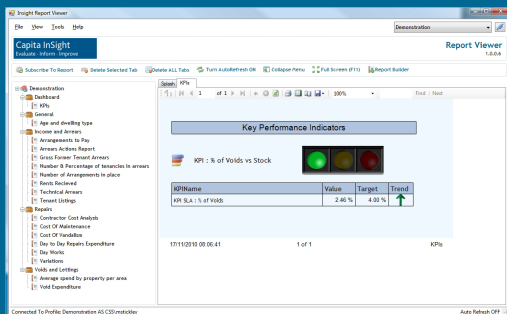 Insight Report Viewer
File View Tools Help
Demonstration
Capita InSight
Evaluate - Inform - Improve
Report Viewer
1.0.0.6
Subscribe To Report Delete Selected Tab Delete ALL Tabs Turn AutoRefresh ON Collapse Menu Full Screen (F11) Report Builder
Demonstration
Dashboard
KPIs
General
Age and dwelling type
Income and Arrears
Arrangements to Pay
Arrears Actions Report
Gross Former Tenant Arrears
Number & Percentage of tenancies in arrears
Number of Arrangements in place
Rents Recieved
Technical Arrears
Tenant Listings
Repairs
Contractor Cost Analysis
Cost Of Maintenance
Cost Of Vandalism
Day to Day Repairs Expenditure
Day Works
Variations
Voids and Lettings
Average spend by property per area
Void Expenditure
Splash KPIs
1 of 1 100% Find | Next
Key Performance Indicators
KPI : % of Voids vs Stock
KPIName Value Target Trend
KPI SLA : % of Voids 2.46 % 4.00 %
17/11/2010 08:06:41 1 of 1 KPIs
Connected To Profile: Demonstration AS CSS\mstickley
Auto Refresh OFF